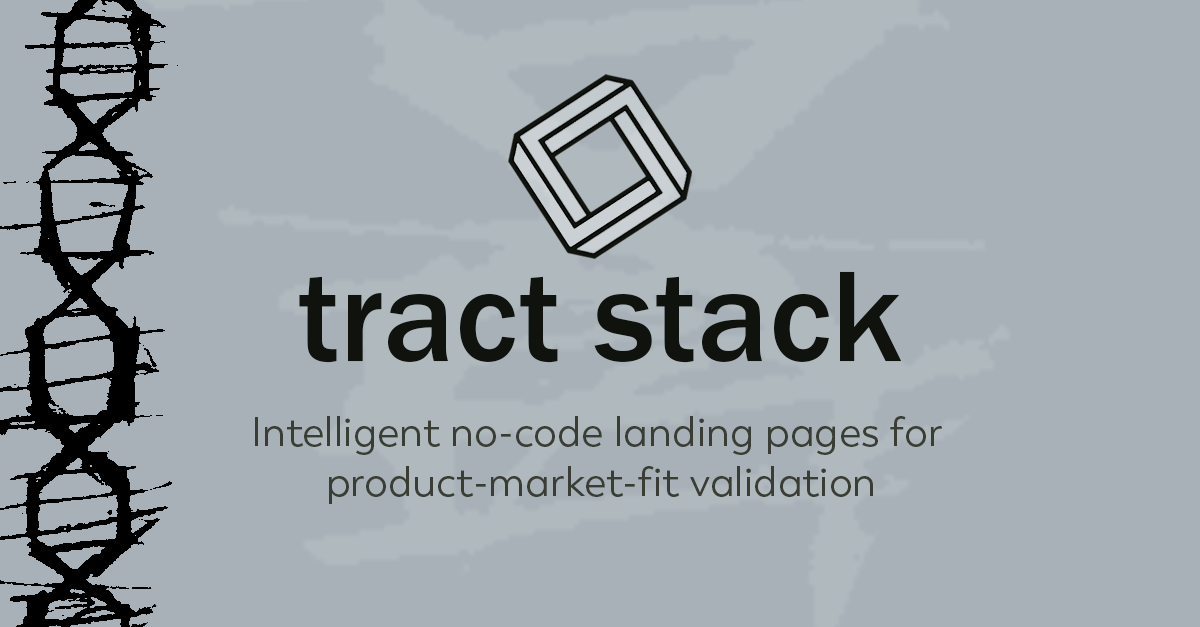 tract stack
Intelligent no-code landing pages for
product-market-fit validation